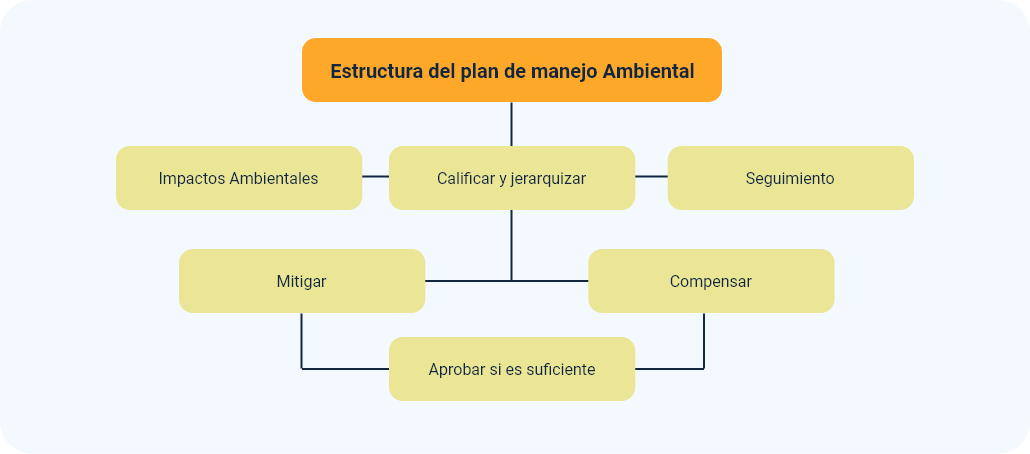 Estructura del plan de manejo Ambiental
Impactos Ambientales
Calificar y jerarquizar
Seguimiento
Mitigar
Compensar
Aprobar si es suficiente